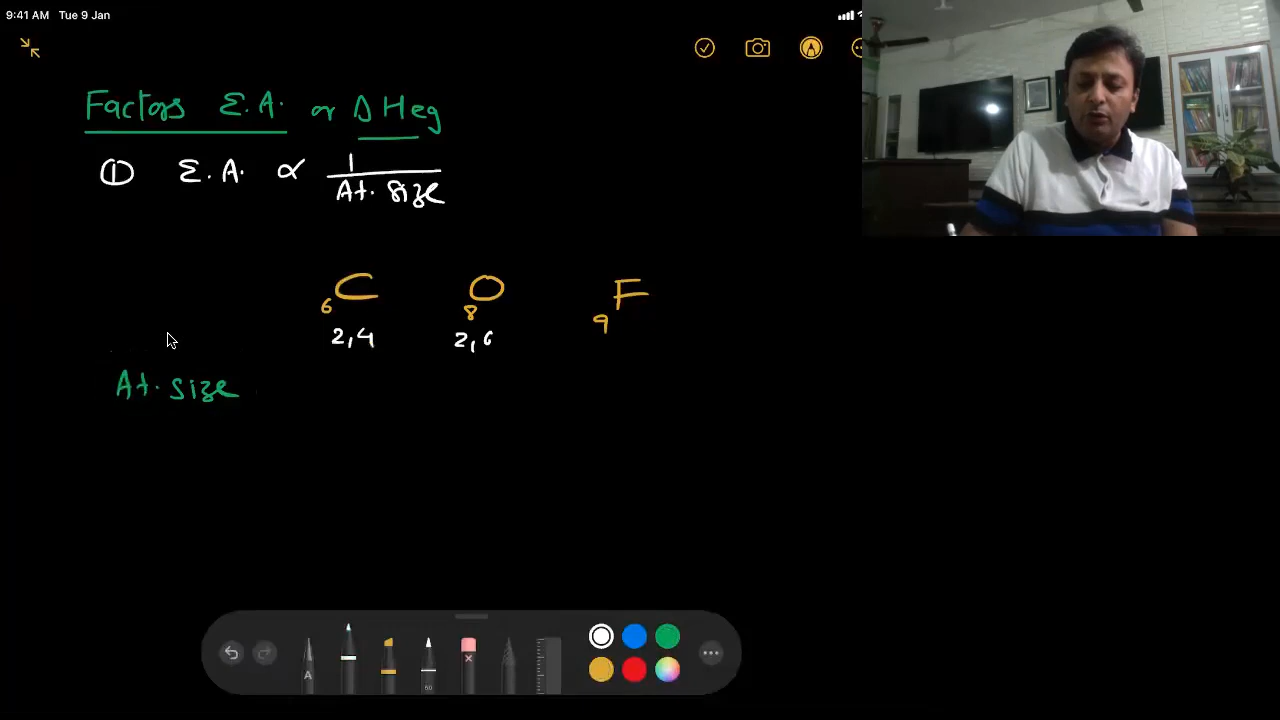 9:41 AM Tue 9 Jan
Factors E.A. or ΔHeg
① E.A. ∝ 1 / At. size
₆C ₈O ₉F
2,4 2,6
At. size
A
80